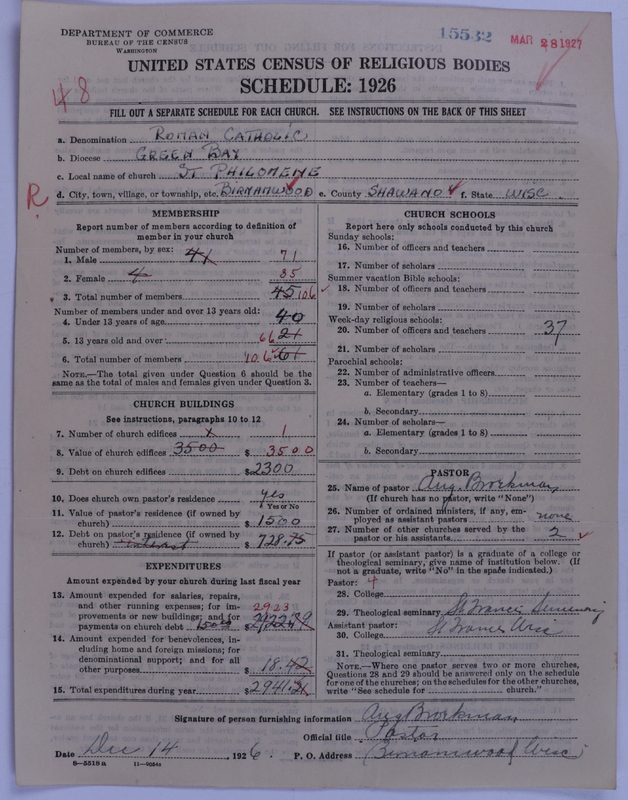 DEPARTMENT OF COMMERCE
BUREAU OF THE CENSUS
WASHINGTON
15532
MAR 28 1927
UNITED STATES CENSUS OF RELIGIOUS BODIES
SCHEDULE: 1926
48
FILL OUT A SEPARATE SCHEDULE FOR EACH CHURCH. SEE INSTRUCTIONS ON THE BACK OF THIS SHEET
a. Denomination ROMAN CATHOLIC
b. Diocese GREEN BAY
c. Local name of church ST PHILOMENE
R.
d. City, town, village, or township, etc. BIRNAMWOOD e. County SHAWANO f. State WISC.
MEMBERSHIP
Report number of members according to definition of
member in your church
Number of members, by sex:
1. Male 41 71
2. Female 4 35
3. Total number of members 45 106
Number of members under and over 13 years old:
4. Under 13 years of age 40
5. 13 years old and over 66 21
6. Total number of members 106 61
NOTE.—The total given under Question 6 should be
same as the total of males and females given under Question 3.
CHURCH BUILDINGS
See instructions, paragraphs 10 to 12
7. Number of church edifices 1
8. Value of church edifices 3500 $ 3500
9. Debt on church edifices $ 2300
10. Does church own pastor's residence yes
Yes or No
11. Value of pastor's residence (if owned by
church) $ 1500
12. Debt on pastor's residence (if owned by
church) $ 728.75
EXPENDITURES
Amount expended by your church during last fiscal year
13. Amount expended for salaries, repairs,
and other running expenses; for im- 2923
provements or new buildings; and for
payments on church debt $
14. Amount expended for benevolences, in-
cluding home and foreign missions; for
denominational support; and for all
other purposes $ 18.42
15. Total expenditures during year $ 2941.21
CHURCH SCHOOLS
Report here only schools conducted by this church
Sunday schools:
16. Number of officers and teachers
17. Number of scholars
Summer vacation Bible schools:
18. Number of officers and teachers
19. Number of scholars
Week-day religious schools:
20. Number of officers and teachers 37
21. Number of scholars
Parochial schools:
22. Number of administrative officers
23. Number of teachers—
a. Elementary (grades 1 to 8)
b. Secondary
24. Number of scholars—
a. Elementary (grades 1 to 8)
b. Secondary
PASTOR
25. Name of pastor Aug Brockman
(If church has no pastor, write "None")
26. Number of ordained ministers, if any, em-
ployed as assistant pastors none
27. Number of other churches served by the
pastor or his assistants 2
If pastor (or assistant pastor) is a graduate of a college or
theological seminary, give name of institution below. (If
not a graduate, write "No" in the space indicated.)
Pastor: 4
28. College
29. Theological seminary St Francis Seminary
Assistant pastor:
30. College St Francis Wisc
31. Theological seminary
NOTE.—Where one pastor serves two or more churches,
Questions 28 and 29 should be answered only on the schedule
for one of the churches; on the schedules for the other churches,
write "See schedule for church."
Signature of person furnishing information Aug Brockman
Official title Pastor
Date Dec 14, 1926. P. O. Address Birnamwood Wisc
8—5518 a 11—9054c